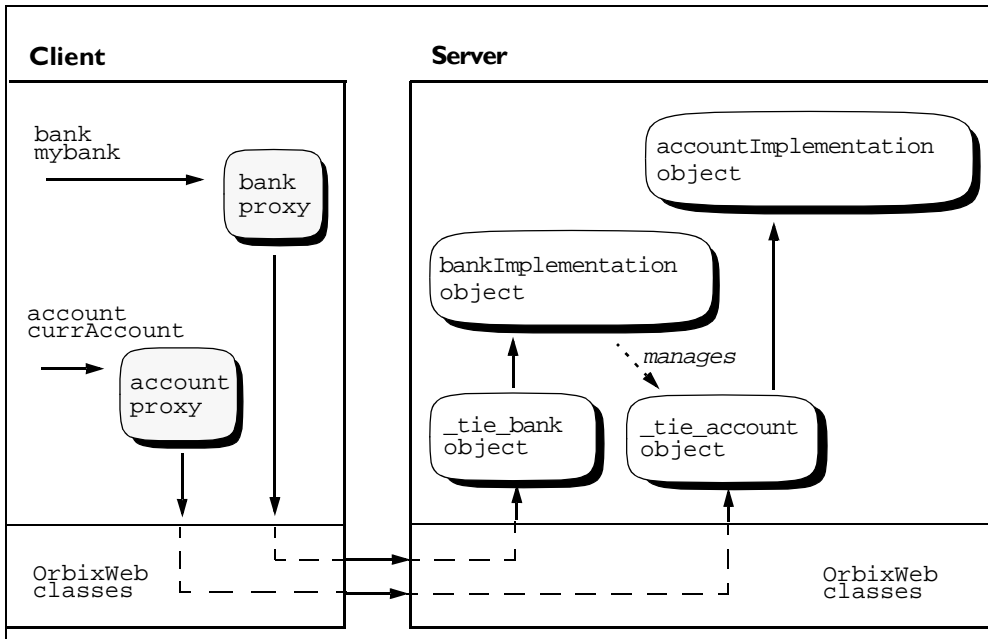 Client
Server
bank
mybank
bank
proxy
account
currAccount
account
proxy
accountImplementation
object
bankImplementation
object
manages
_tie_bank
object
_tie_account
object
OrbixWeb
classes
OrbixWeb
classes